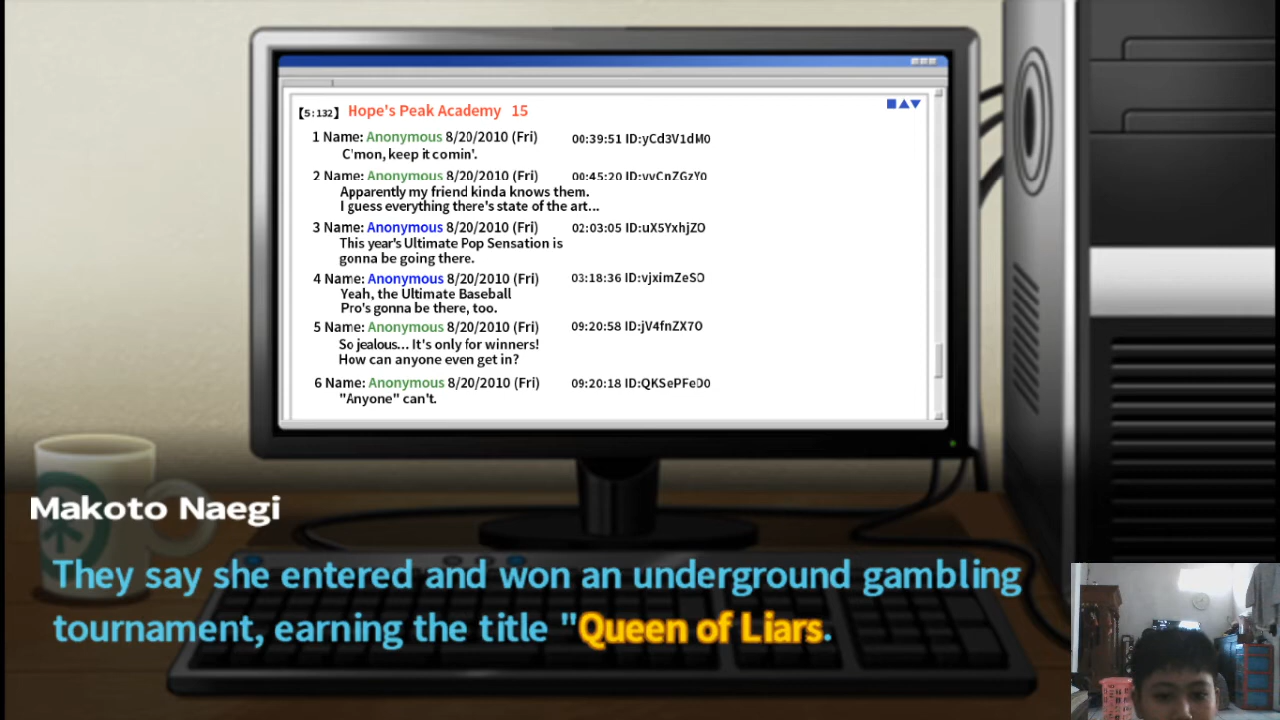 【5:132】 Hope's Peak Academy 15
1 Name: Anonymous 8/20/2010 (Fri) 00:39:51 ID:yCd3V1dM0
C'mon, keep it comin'.
2 Name: Anonymous 8/20/2010 (Fri) 00:45:20 ID:vvCnZGzY0
Apparently my friend kinda knows them.
I guess everything there's state of the art...
3 Name: Anonymous 8/20/2010 (Fri) 02:03:05 ID:uX5YxhjZO
This year's Ultimate Pop Sensation is
gonna be going there.
4 Name: Anonymous 8/20/2010 (Fri) 03:18:36 ID:vjximZeSO
Yeah, the Ultimate Baseball
Pro's gonna be there, too.
5 Name: Anonymous 8/20/2010 (Fri) 09:20:58 ID:jV4fnZX7O
So jealous... It's only for winners!
How can anyone even get in?
6 Name: Anonymous 8/20/2010 (Fri) 09:20:18 ID:QKSePFeD0
"Anyone" can't.
Makoto Naegi
They say she entered and won an underground gambling
tournament, earning the title "Queen of Liars.